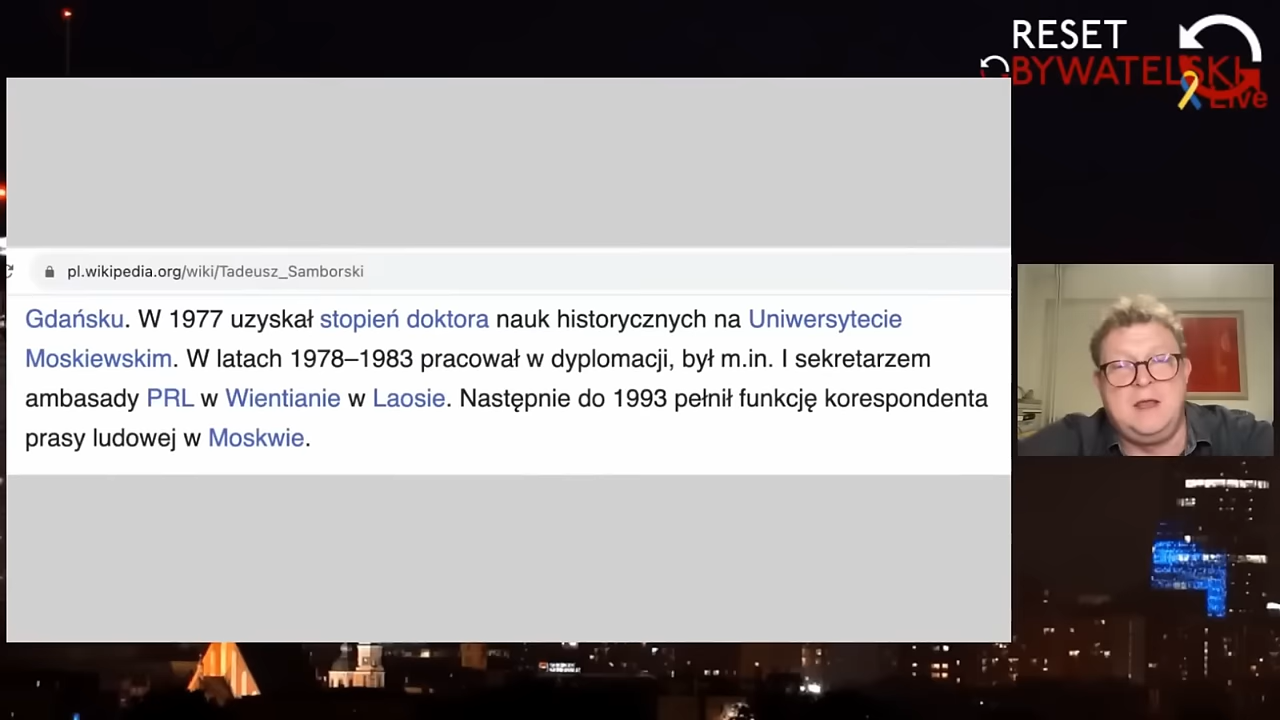 RESET
OBYWATELSKI
Live
pl.wikipedia.org/wiki/Tadeusz_Samborski
Gdańsku. W 1977 uzyskał stopień doktora nauk historycznych na Uniwersytecie
Moskiewskim. W latach 1978–1983 pracował w dyplomacji, był m.in. I sekretarzem
ambasady PRL w Wientianie w Laosie. Następnie do 1993 pełnił funkcję korespondenta
prasy ludowej w Moskwie.